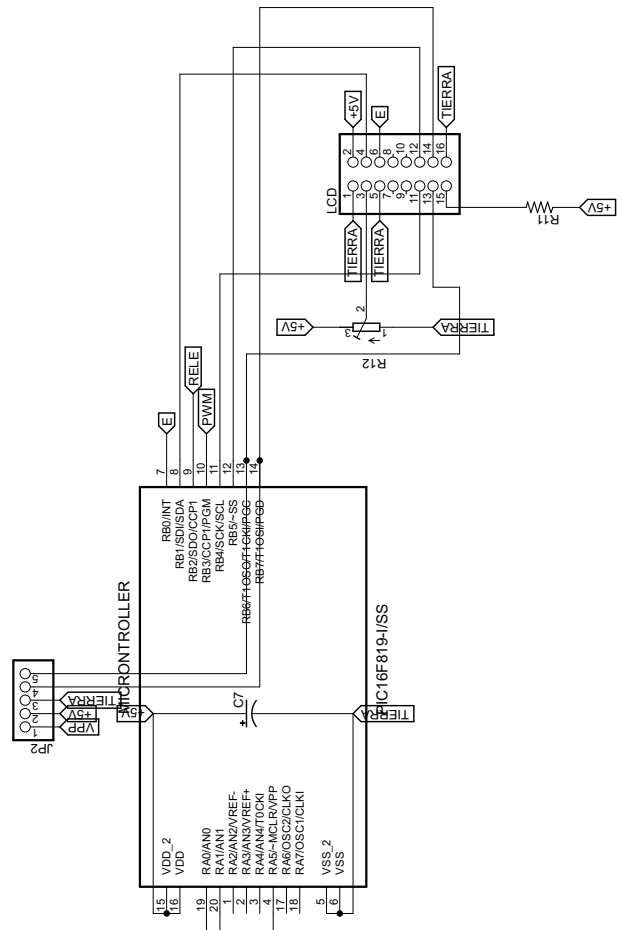 JP2
1
2
3
4
5
VPP
+5V
TIERRA
MICRONTROLLER
PIC16F819-I/SS
15
16
19
20
1
2
3
4
17
18
5
6
VDD_2
VDD
RA0/AN0
RA1/AN1
RA2/AN2/VREF-
RA3/AN3/VREF+
RA4/AN4/T0CKI
RA5/~MCLR/VPP
RA6/OSC2/CLKO
RA7/OSC1/CLKI
VSS_2
VSS
+5V
C7
+
TIERRA
RB0/INT
RB1/SDI/SDA
RB2/SDO/CCP1
RB3/CCP1/PGM
RB4/SCK/SCL
RB5/~SS
RB6/T1OSO/T1CKI/PGC
RB7/T1OSI/PGD
7
8
9
10
11
12
13
14
E
RELE
PWM
+5V
3
2
1
R12
TIERRA
LCD
TIERRA
TIERRA
1
3
5
7
9
11
13
15
2
4
6
8
10
12
14
16
+5V
E
TIERRA
R11
+5V